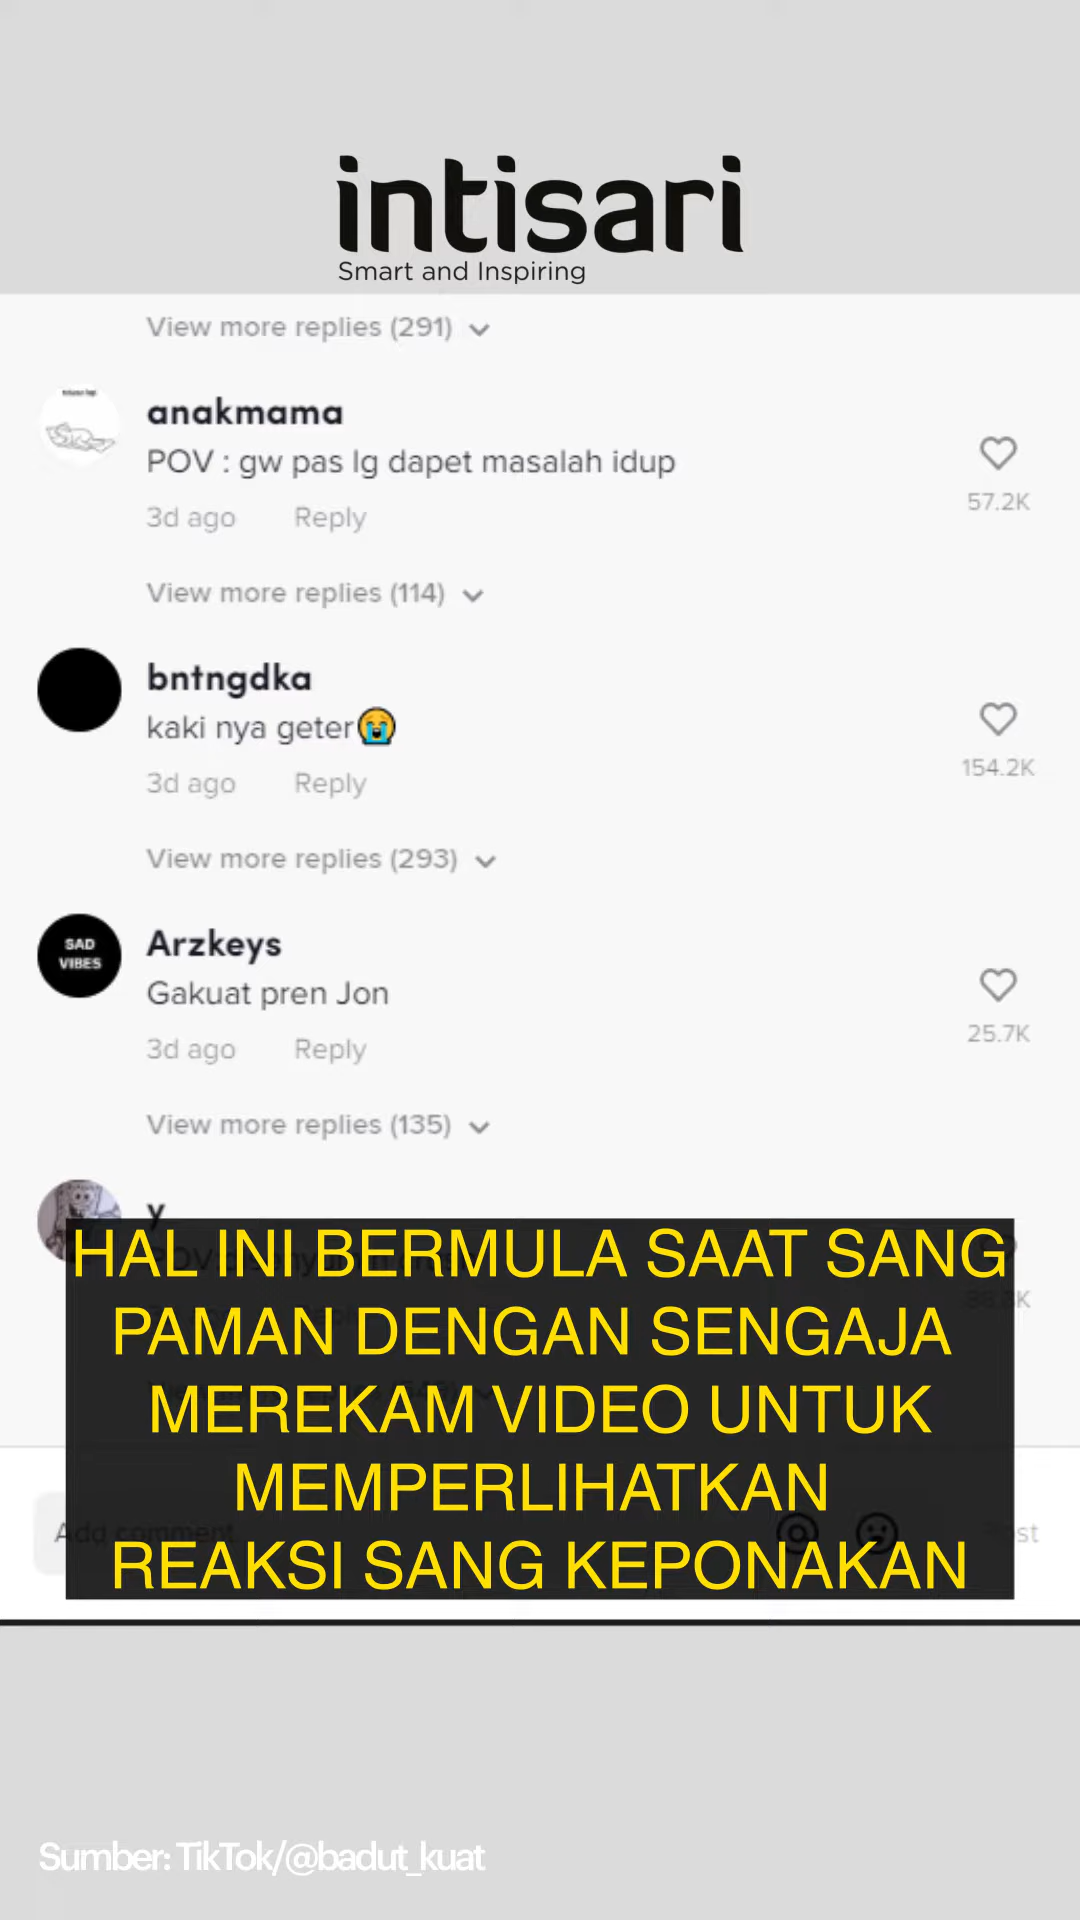 intisari
Smart and Inspiring
View more replies (291)
anakmama
POV : gw pas lg dapet masalah idup
57.2K
3d ago Reply
View more replies (114)
bntngdka
kaki nya geter😭
154.2K
3d ago Reply
View more replies (293)
SAD
VIBES
Arzkeys
Gakuat pren Jon
25.7K
3d ago Reply
View more replies (135)
y
HAL INI BERMULA SAAT SANG
PAMAN DENGAN SENGAJA
MEREKAM VIDEO UNTUK
MEMPERLIHATKAN
REAKSI SANG KEPONAKAN
Add comment
Sumber: TikTok/@badut_kuat